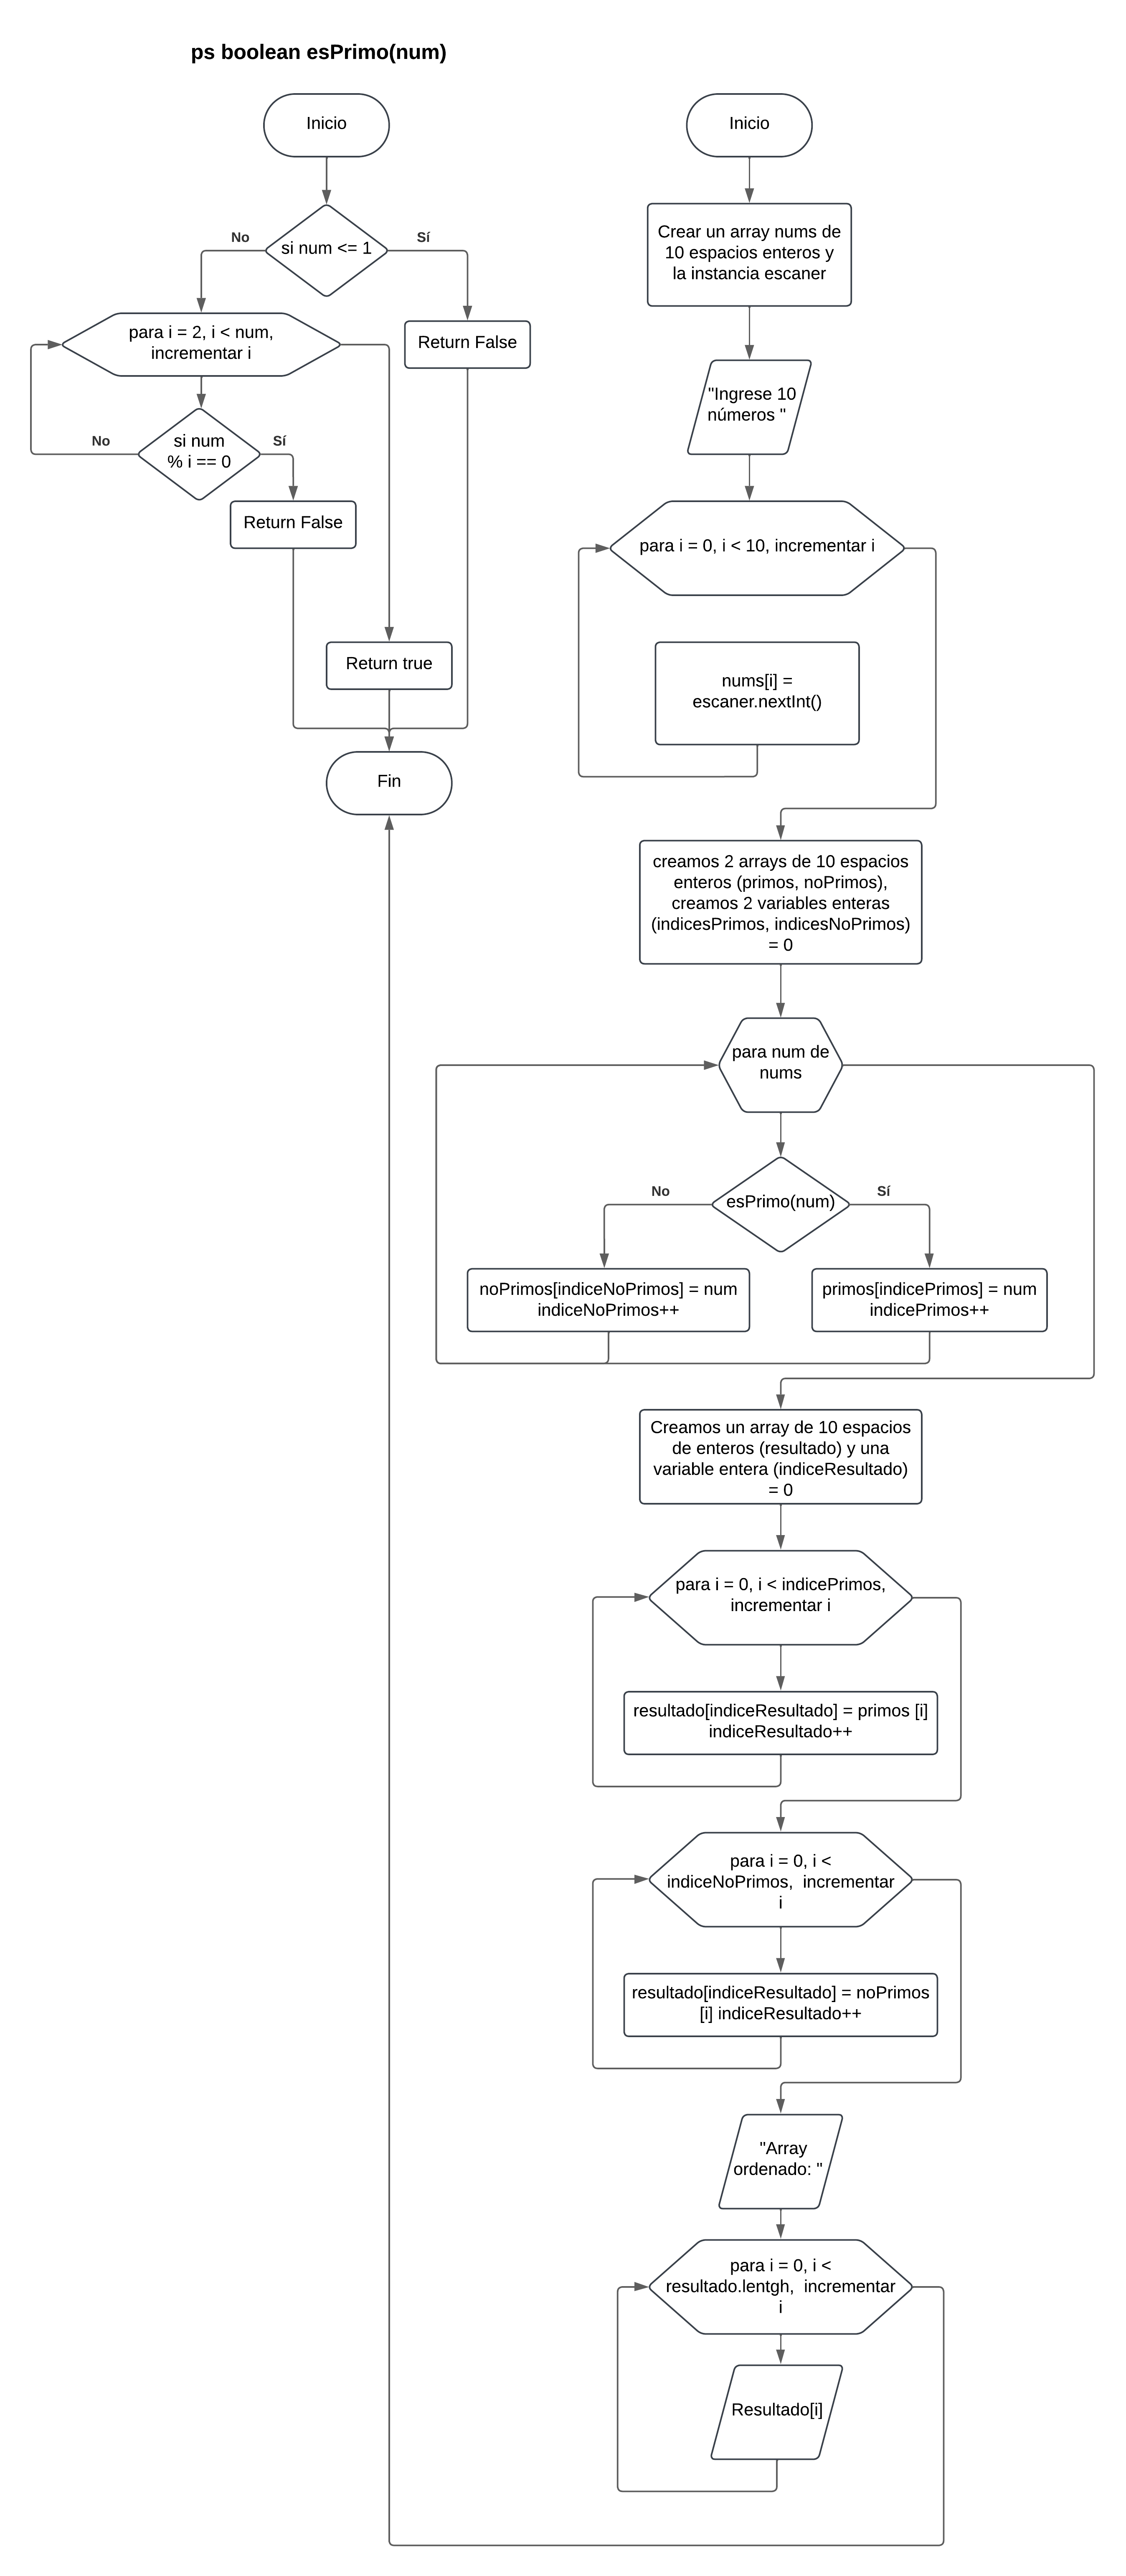 ps boolean esPrimo(num)
Inicio
si num <= 1
No
Sí
Return False
para i = 2, i < num,
incrementar i
si num
% i == 0
No
Sí
Return False
Return true
Fin
Inicio
Crear un array nums de
10 espacios enteros y
la instancia escaner
"Ingrese 10
números "
para i = 0, i < 10, incrementar i
nums[i] =
escaner.nextInt()
creamos 2 arrays de 10 espacios
enteros (primos, noPrimos),
creamos 2 variables enteras
(indicesPrimos, indicesNoPrimos)
= 0
para num de
nums
esPrimo(num)
No
Sí
noPrimos[indiceNoPrimos] = num
indiceNoPrimos++
primos[indicePrimos] = num
indicePrimos++
Creamos un array de 10 espacios
de enteros (resultado) y una
variable entera (indiceResultado)
= 0
para i = 0, i < indicePrimos,
incrementar i
resultado[indiceResultado] = primos [i]
indiceResultado++
para i = 0, i <
indiceNoPrimos,  incrementar
i
resultado[indiceResultado] = noPrimos
[i] indiceResultado++
"Array
ordenado: "
para i = 0, i <
resultado.lentgh,  incrementar
i
Resultado[i]